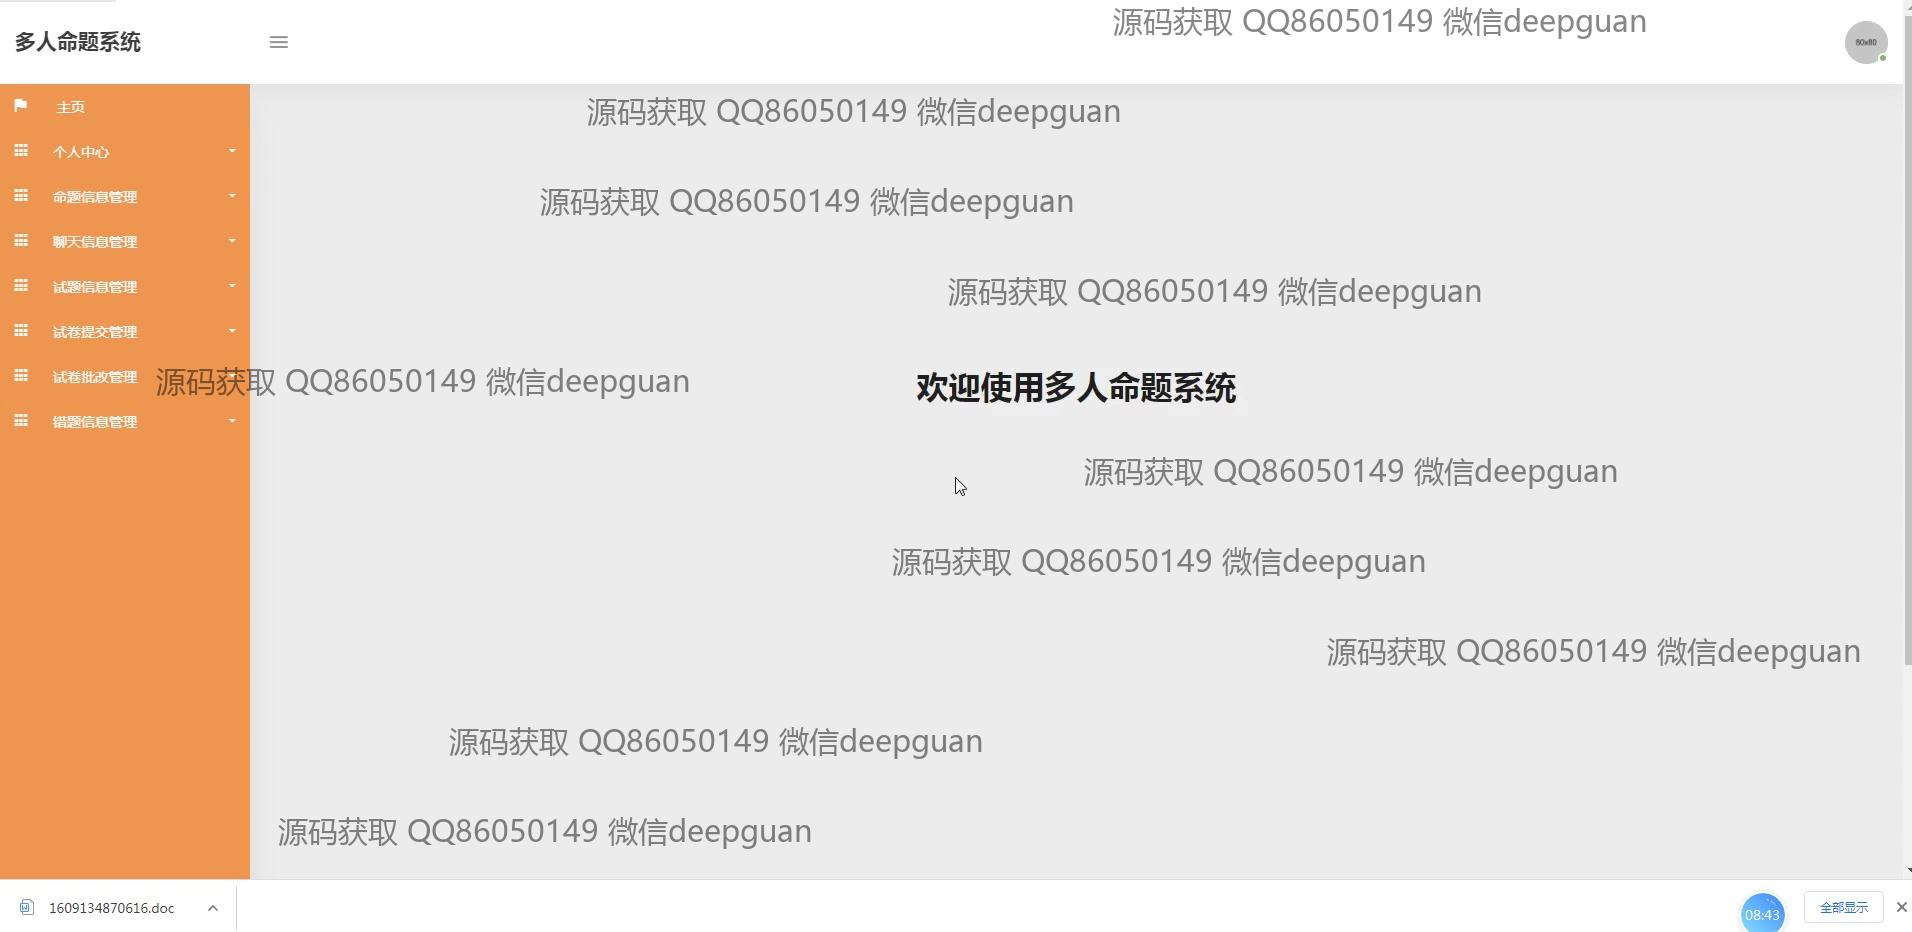 源码获取 QQ86050149 微信deepguan
多人命题系统
60x60
主页
源码获取 QQ86050149 微信deepguan
个人中心
命题信息管理
源码获取 QQ86050149 微信deepguan
聊天信息管理
试题信息管理
源码获取 QQ86050149 微信deepguan
试卷提交管理
试卷批改管理
源码获取 QQ86050149 微信deepguan
欢迎使用多人命题系统
错题信息管理
源码获取 QQ86050149 微信deepguan
源码获取 QQ86050149 微信deepguan
源码获取 QQ86050149 微信deepguan
源码获取 QQ86050149 微信deepguan
源码获取 QQ86050149 微信deepguan
1609134870616.doc
08:43
全部显示